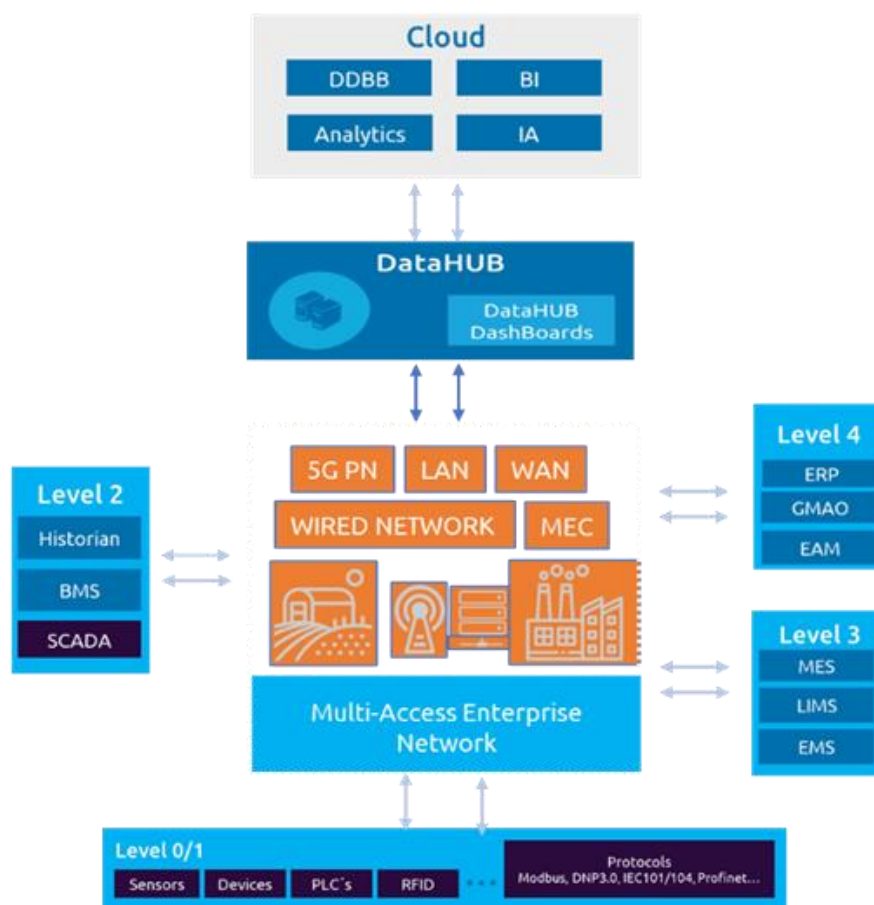 Cloud
DDBB
BI
Analytics
IA
DataHUB
DataHUB
DashBoards
5G PN
LAN
WAN
WIRED NETWORK
MEC
Multi-Access Enterprise
Network
Level 2
Historian
BMS
SCADA
Level 4
ERP
GMAO
EAM
Level 3
MES
LIMS
EMS
Level 0/1
Sensors
Devices
PLC´s
RFID
...
Protocols
Modbus, DNP3.0, IEC101/104, Profinet...